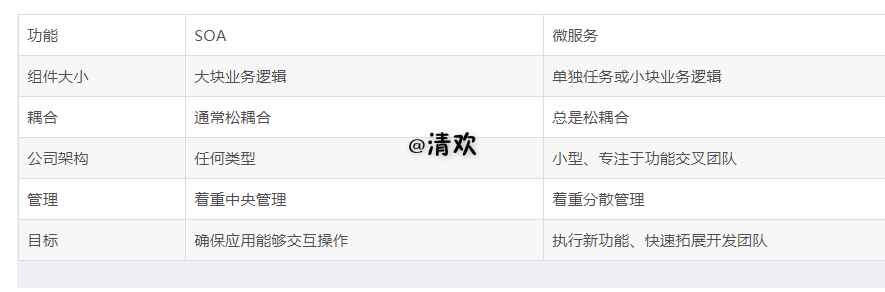 功能 SOA 微服务
组件大小 大块业务逻辑 单独任务或小块业务逻辑
耦合 通常松耦合 总是松耦合
@清欢
公司架构 任何类型 小型、专注于功能交叉团队
管理 着重中央管理 着重分散管理
目标 确保应用能够交互操作 执行新功能、快速拓展开发团队